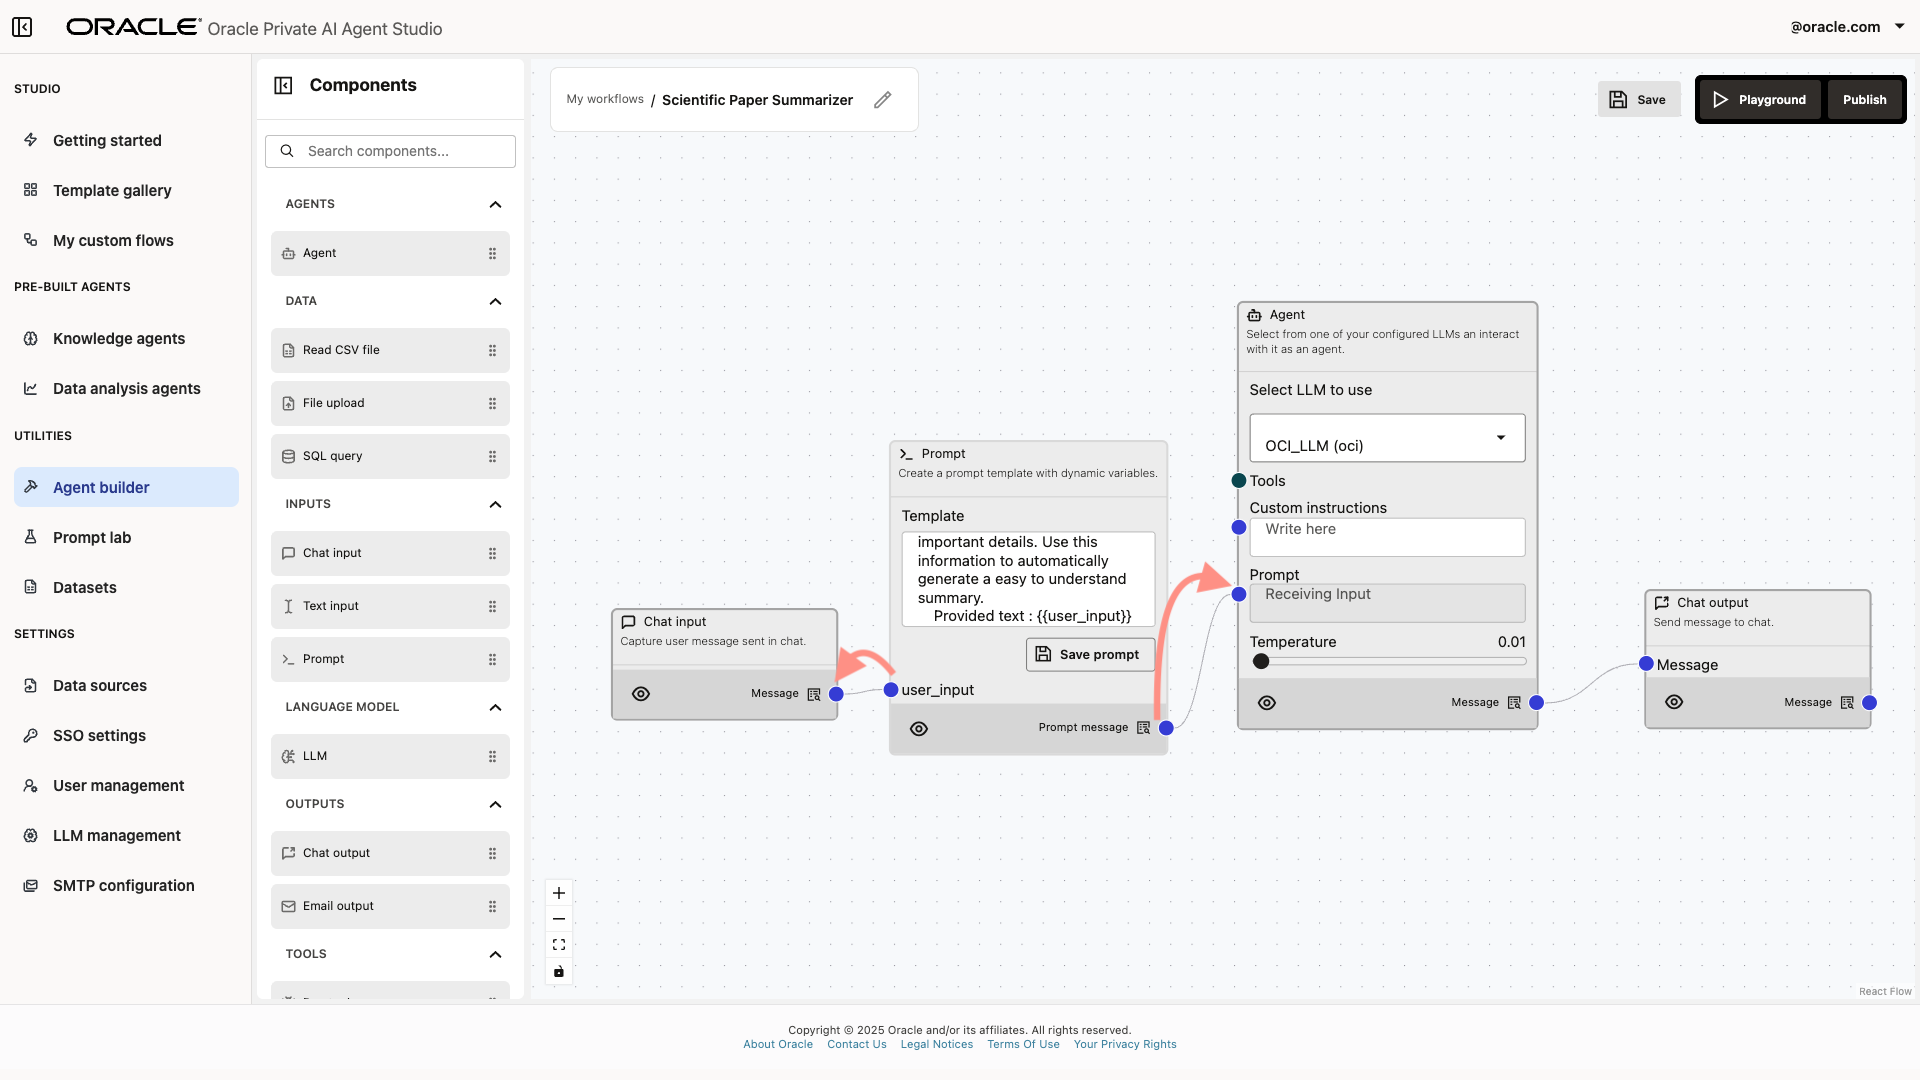 ORACLE Oracle Private AI Agent Studio
@oracle.com
STUDIO
Getting started
Template gallery
My custom flows
PRE-BUILT AGENTS
Knowledge agents
Data analysis agents
UTILITIES
Agent builder
Prompt lab
Datasets
SETTINGS
Data sources
SSO settings
User management
LLM management
SMTP configuration
Components
Search components...
AGENTS
Agent
DATA
Read CSV file
File upload
SQL query
INPUTS
Chat input
Text input
Prompt
LANGUAGE MODEL
LLM
OUTPUTS
Chat output
Email output
TOOLS
My workflows / Scientific Paper Summarizer
Save
Playground
Publish
Chat input
Capture user message sent in chat.
Message
Prompt
Create a prompt template with dynamic variables.
Template
important details. Use this
information to automatically
generate a easy to understand
summary.
Provided text : {{user_input}}
Save prompt
user_input
Prompt message
Agent
Select from one of your configured LLMs an interact
with it as an agent.
Select LLM to use
OCI_LLM (oci)
Tools
Custom instructions
Write here
Prompt
Receiving Input
Temperature 0.01
Message
Chat output
Send message to chat.
Message
Message
React Flow
Copyright © 2025 Oracle and/or its affiliates. All rights reserved.
About Oracle Contact Us Legal Notices Terms Of Use Your Privacy Rights